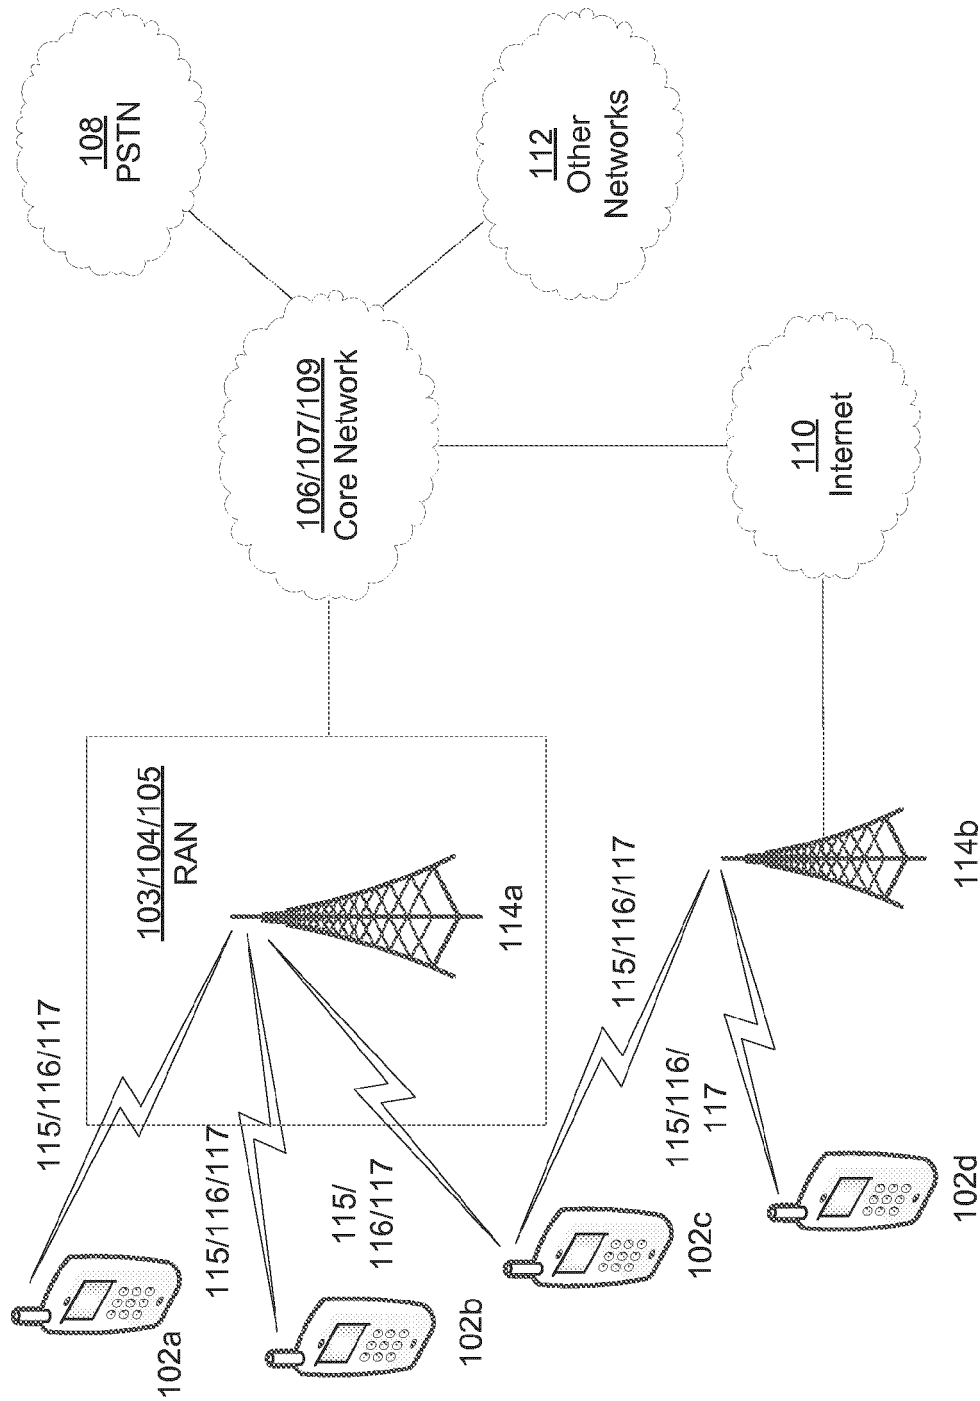 102a
115/116/117
103/104/105
RAN
108
PSTN
102b
115/116/117
115/
116/117
114a
106/107/109
Core Network
112
Other
Networks
102c
115/116/117
115/116/
117
102d
114b
110
Internet